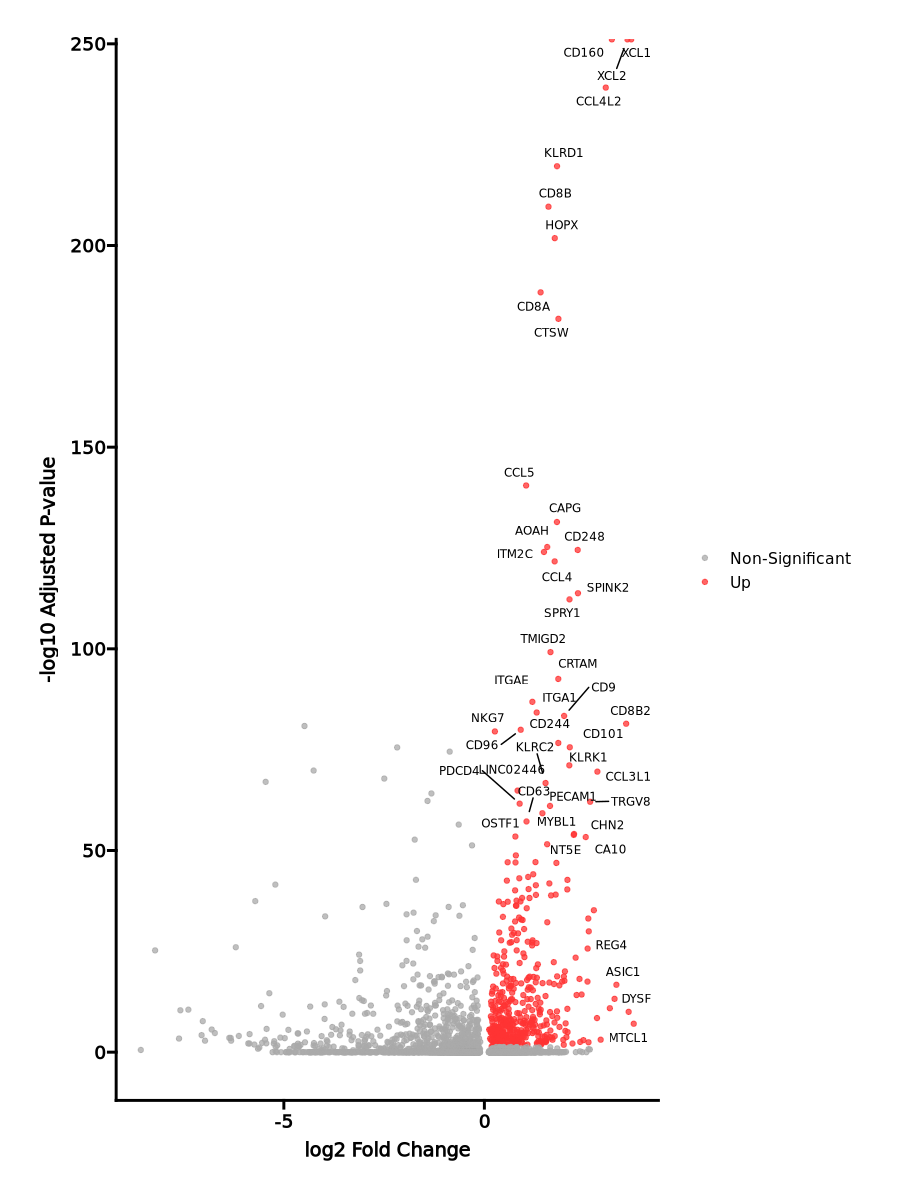 250
CD160
XCL1
XCL2
CCL4L2
KLRD1
CD8B
200
HOPX
CD8A
CTSW
150
CCL5
CAPG
AOAH
CD248
ITM2C
CCL4
SPINK2
SPRY1
-log10 Adjusted P-value
Non-Significant
Up
100
TMIGD2
CRTAM
ITGAE
CD9
ITGA1
CD8B2
NKG7
CD244
CD101
CD96
KLRC2
KLRK1
PDCD4
LINC02446
CCL3L1
CD63
PECAM1
TRGV8
OSTF1
MYBL1
CHN2
50
NT5E
CA10
REG4
ASIC1
DYSF
MTCL1
0
-5
0
log2 Fold Change